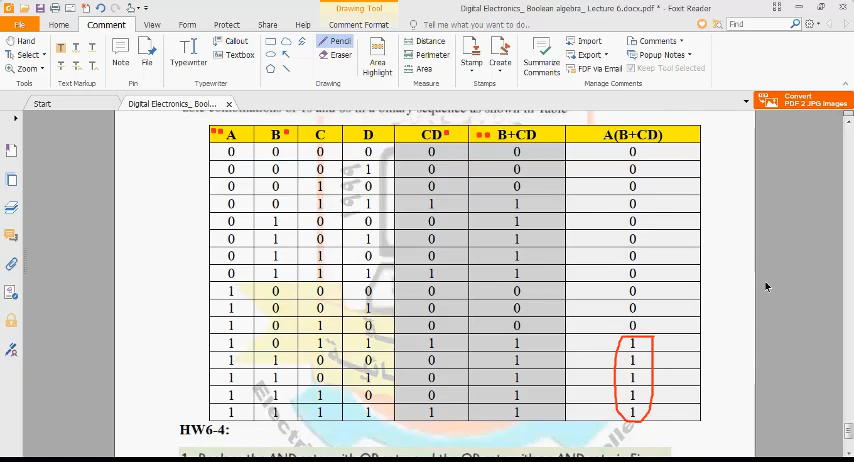 Drawing Tool
Digital Electronics_ Boolean algebra_ Lecture 6.docx.pdf * - Foxit Reader
File Home Comment View Form Protect Share Help Extras Comment Format Tell me what you want to do... Find
Hand
Select
Zoom
Tools
Text Markup
Note
File
Pin
Typewriter
Callout
Textbox
Typewriter
Pencil
Eraser
Drawing
Area Highlight
Distance
Perimeter
Area
Measure
Stamp
Create
Stamps
Summarize Comments
Import
Export
FDF via Email
Comments
Popup Notes
Keep Tool Selected
Manage Comments
Start
Digital Electronics_ Boole...
Convert
PDF 2 JPG Images
A B C D CD B+CD A(B+CD)
0 0 0 0 0 0 0
0 0 0 1 0 0 0
0 0 1 0 0 0 0
0 0 1 1 1 1 0
0 1 0 0 0 1 0
0 1 0 1 0 1 0
0 1 1 0 0 1 0
0 1 1 1 1 1 0
1 0 0 0 0 0 0
1 0 0 1 0 0 0
1 0 1 0 0 0 0
1 0 1 1 1 1 1
1 1 0 0 0 1 1
1 1 0 1 0 1 1
1 1 1 0 0 1 1
1 1 1 1 1 1 1
HW6-4: